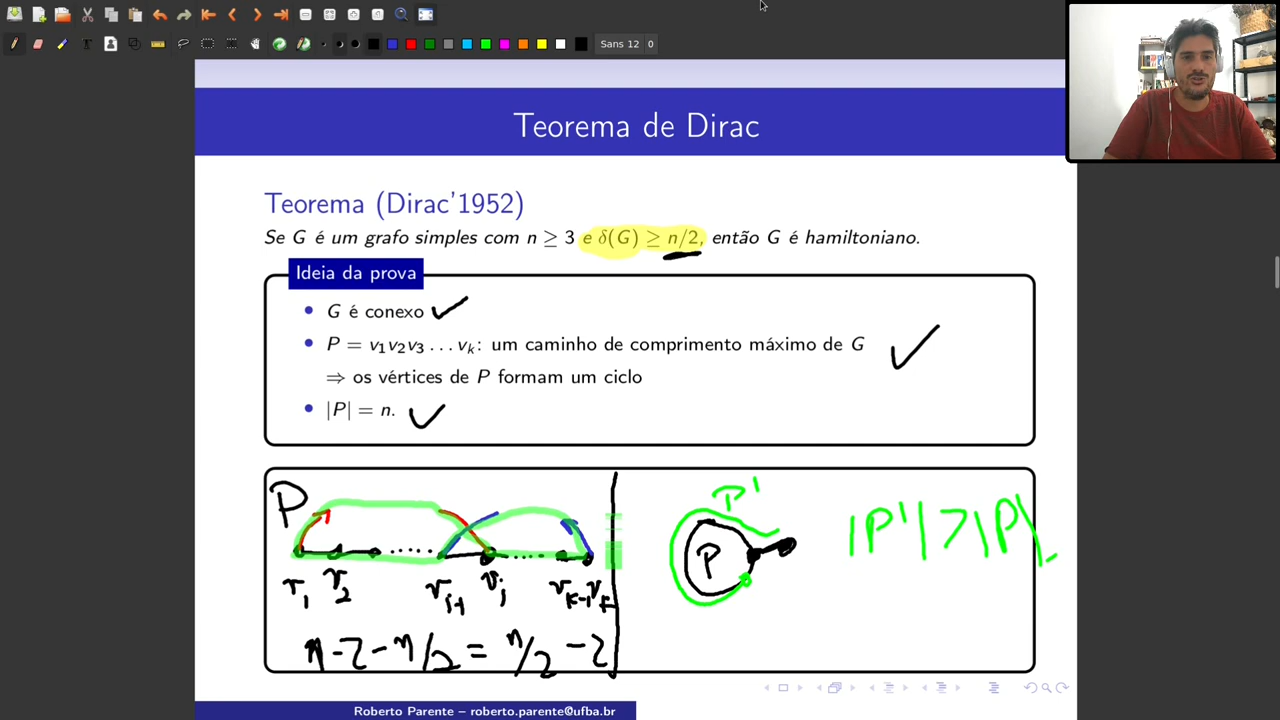 Sans 12 0
Teorema de Dirac
Teorema (Dirac'1952)
Se G é um grafo simples com n ≥ 3 e δ(G) ≥ n/2, então G é hamiltoniano.
Ideia da prova
• G é conexo
• P = v₁v₂v₃ . . . vₖ: um caminho de comprimento máximo de G
⇒ os vértices de P formam um ciclo
• |P| = n.
P
v₁ v₂ vᵢ₋₁ vᵢ vₖ₋₁ vₖ
n-2-n/2 = n/2 -2
P'
P
|P'| > |P|.
Roberto Parente – roberto.parente@ufba.br